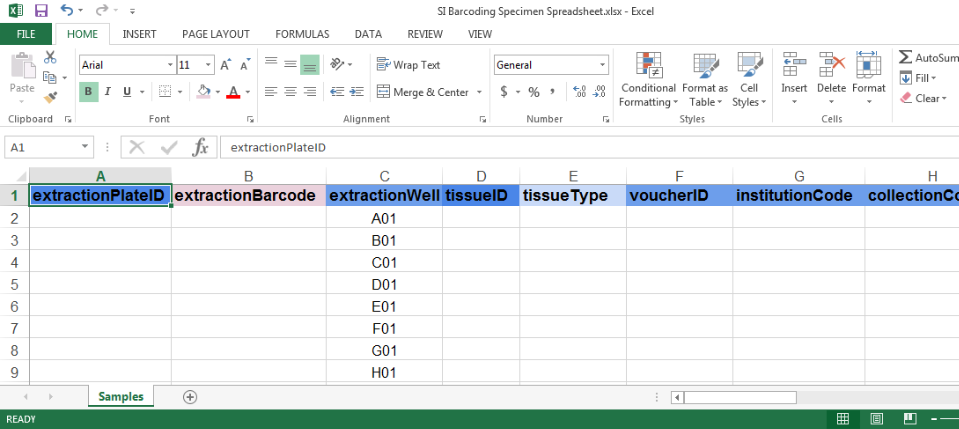 SI Barcoding Specimen Spreadsheet.xlsx - Excel
FILE HOME INSERT PAGE LAYOUT FORMULAS DATA REVIEW VIEW
Arial 11 Wrap Text General AutoSum
Paste B I U A Merge & Center $ % , Conditional Formatting Format as Table Cell Styles Insert Delete Format Fill
Clear
Clipboard Font Alignment Number Styles Cells
A1 fx extractionPlateID
A B C D E F G H
1 extractionPlateID extractionBarcode extractionWell tissueID tissueType voucherID institutionCode collectionCo
2 A01
3 B01
4 C01
5 D01
6 E01
7 F01
8 G01
9 H01
Samples
READY